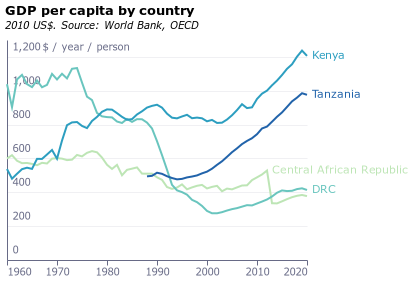 GDP per capita by country
2010 US$. Source: World Bank, OECD
1,200 $ / year / person
Kenya
1,000
Tanzania
800
600
Central African Republic
400
DRC
200
0
1960 1970 1980 1990 2000 2010 2020